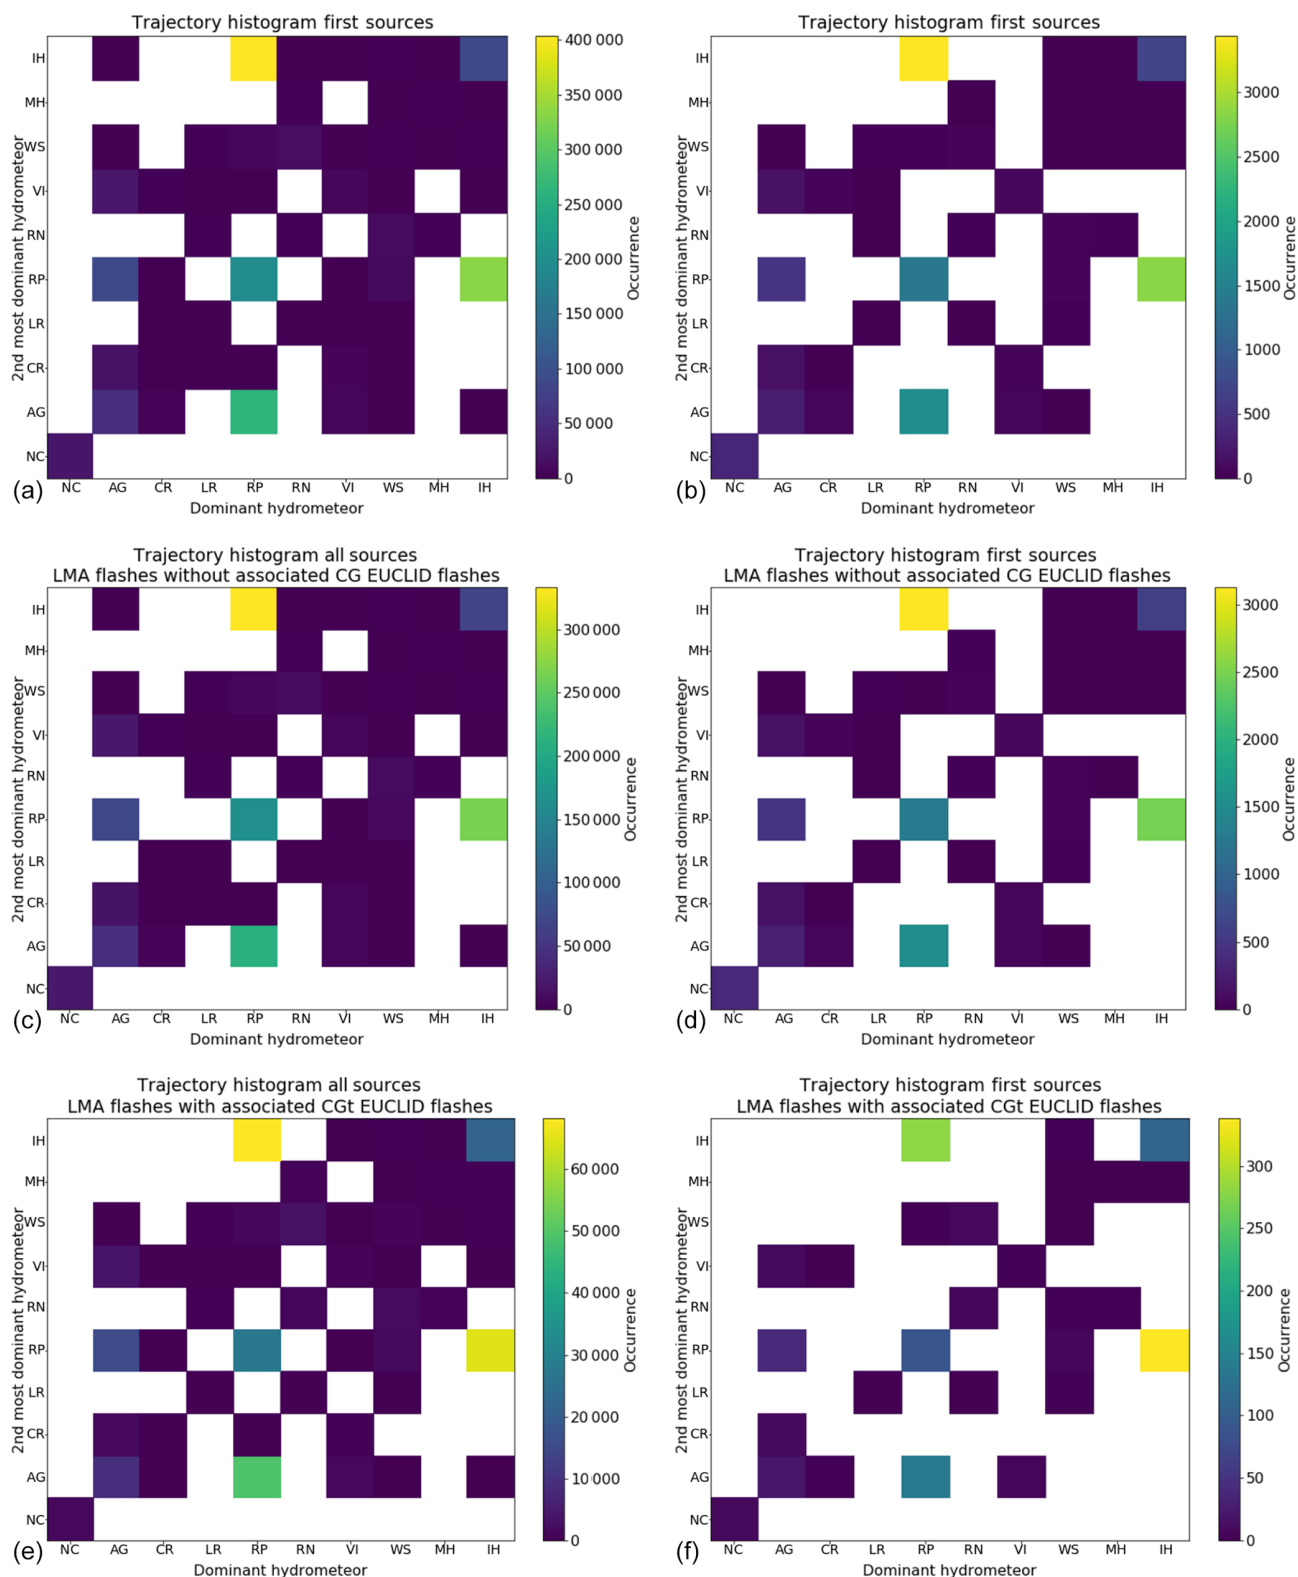 Trajectory histogram first sources
IH
MH
WS
VI
RN
RP
LR
CR
AG
NC
2nd most dominant hydrometeor
NC AG CR LR RP RN VI WS MH IH
Dominant hydrometeor
400 000
350 000
300 000
250 000
200 000
150 000
100 000
50 000
0
Occurrence
(a)
Trajectory histogram first sources
IH
MH
WS
VI
RN
RP
LR
CR
AG
NC
2nd most dominant hydrometeor
NC AG CR LR RP RN VI WS MH IH
Dominant hydrometeor
3000
2500
2000
1500
1000
500
0
Occurrence
(b)
Trajectory histogram all sources
LMA flashes without associated CG EUCLID flashes
IH
MH
WS
VI
RN
RP
LR
CR
AG
NC
2nd most dominant hydrometeor
NC AG CR LR RP RN VI WS MH IH
Dominant hydrometeor
300 000
250 000
200 000
150 000
100 000
50 000
0
Occurrence
(c)
Trajectory histogram first sources
LMA flashes without associated CG EUCLID flashes
IH
MH
WS
VI
RN
RP
LR
CR
AG
NC
2nd most dominant hydrometeor
NC AG CR LR RP RN VI WS MH IH
Dominant hydrometeor
3000
2500
2000
1500
1000
500
0
Occurrence
(d)
Trajectory histogram all sources
LMA flashes with associated CGt EUCLID flashes
IH
MH
WS
VI
RN
RP
LR
CR
AG
NC
2nd most dominant hydrometeor
NC AG CR LR RP RN VI WS MH IH
Dominant hydrometeor
60 000
50 000
40 000
30 000
20 000
10 000
0
Occurrence
(e)
Trajectory histogram first sources
LMA flashes with associated CGt EUCLID flashes
IH
MH
WS
VI
RN
RP
LR
CR
AG
NC
2nd most dominant hydrometeor
NC AG CR LR RP RN VI WS MH IH
Dominant hydrometeor
300
250
200
150
100
50
0
Occurrence
(f)